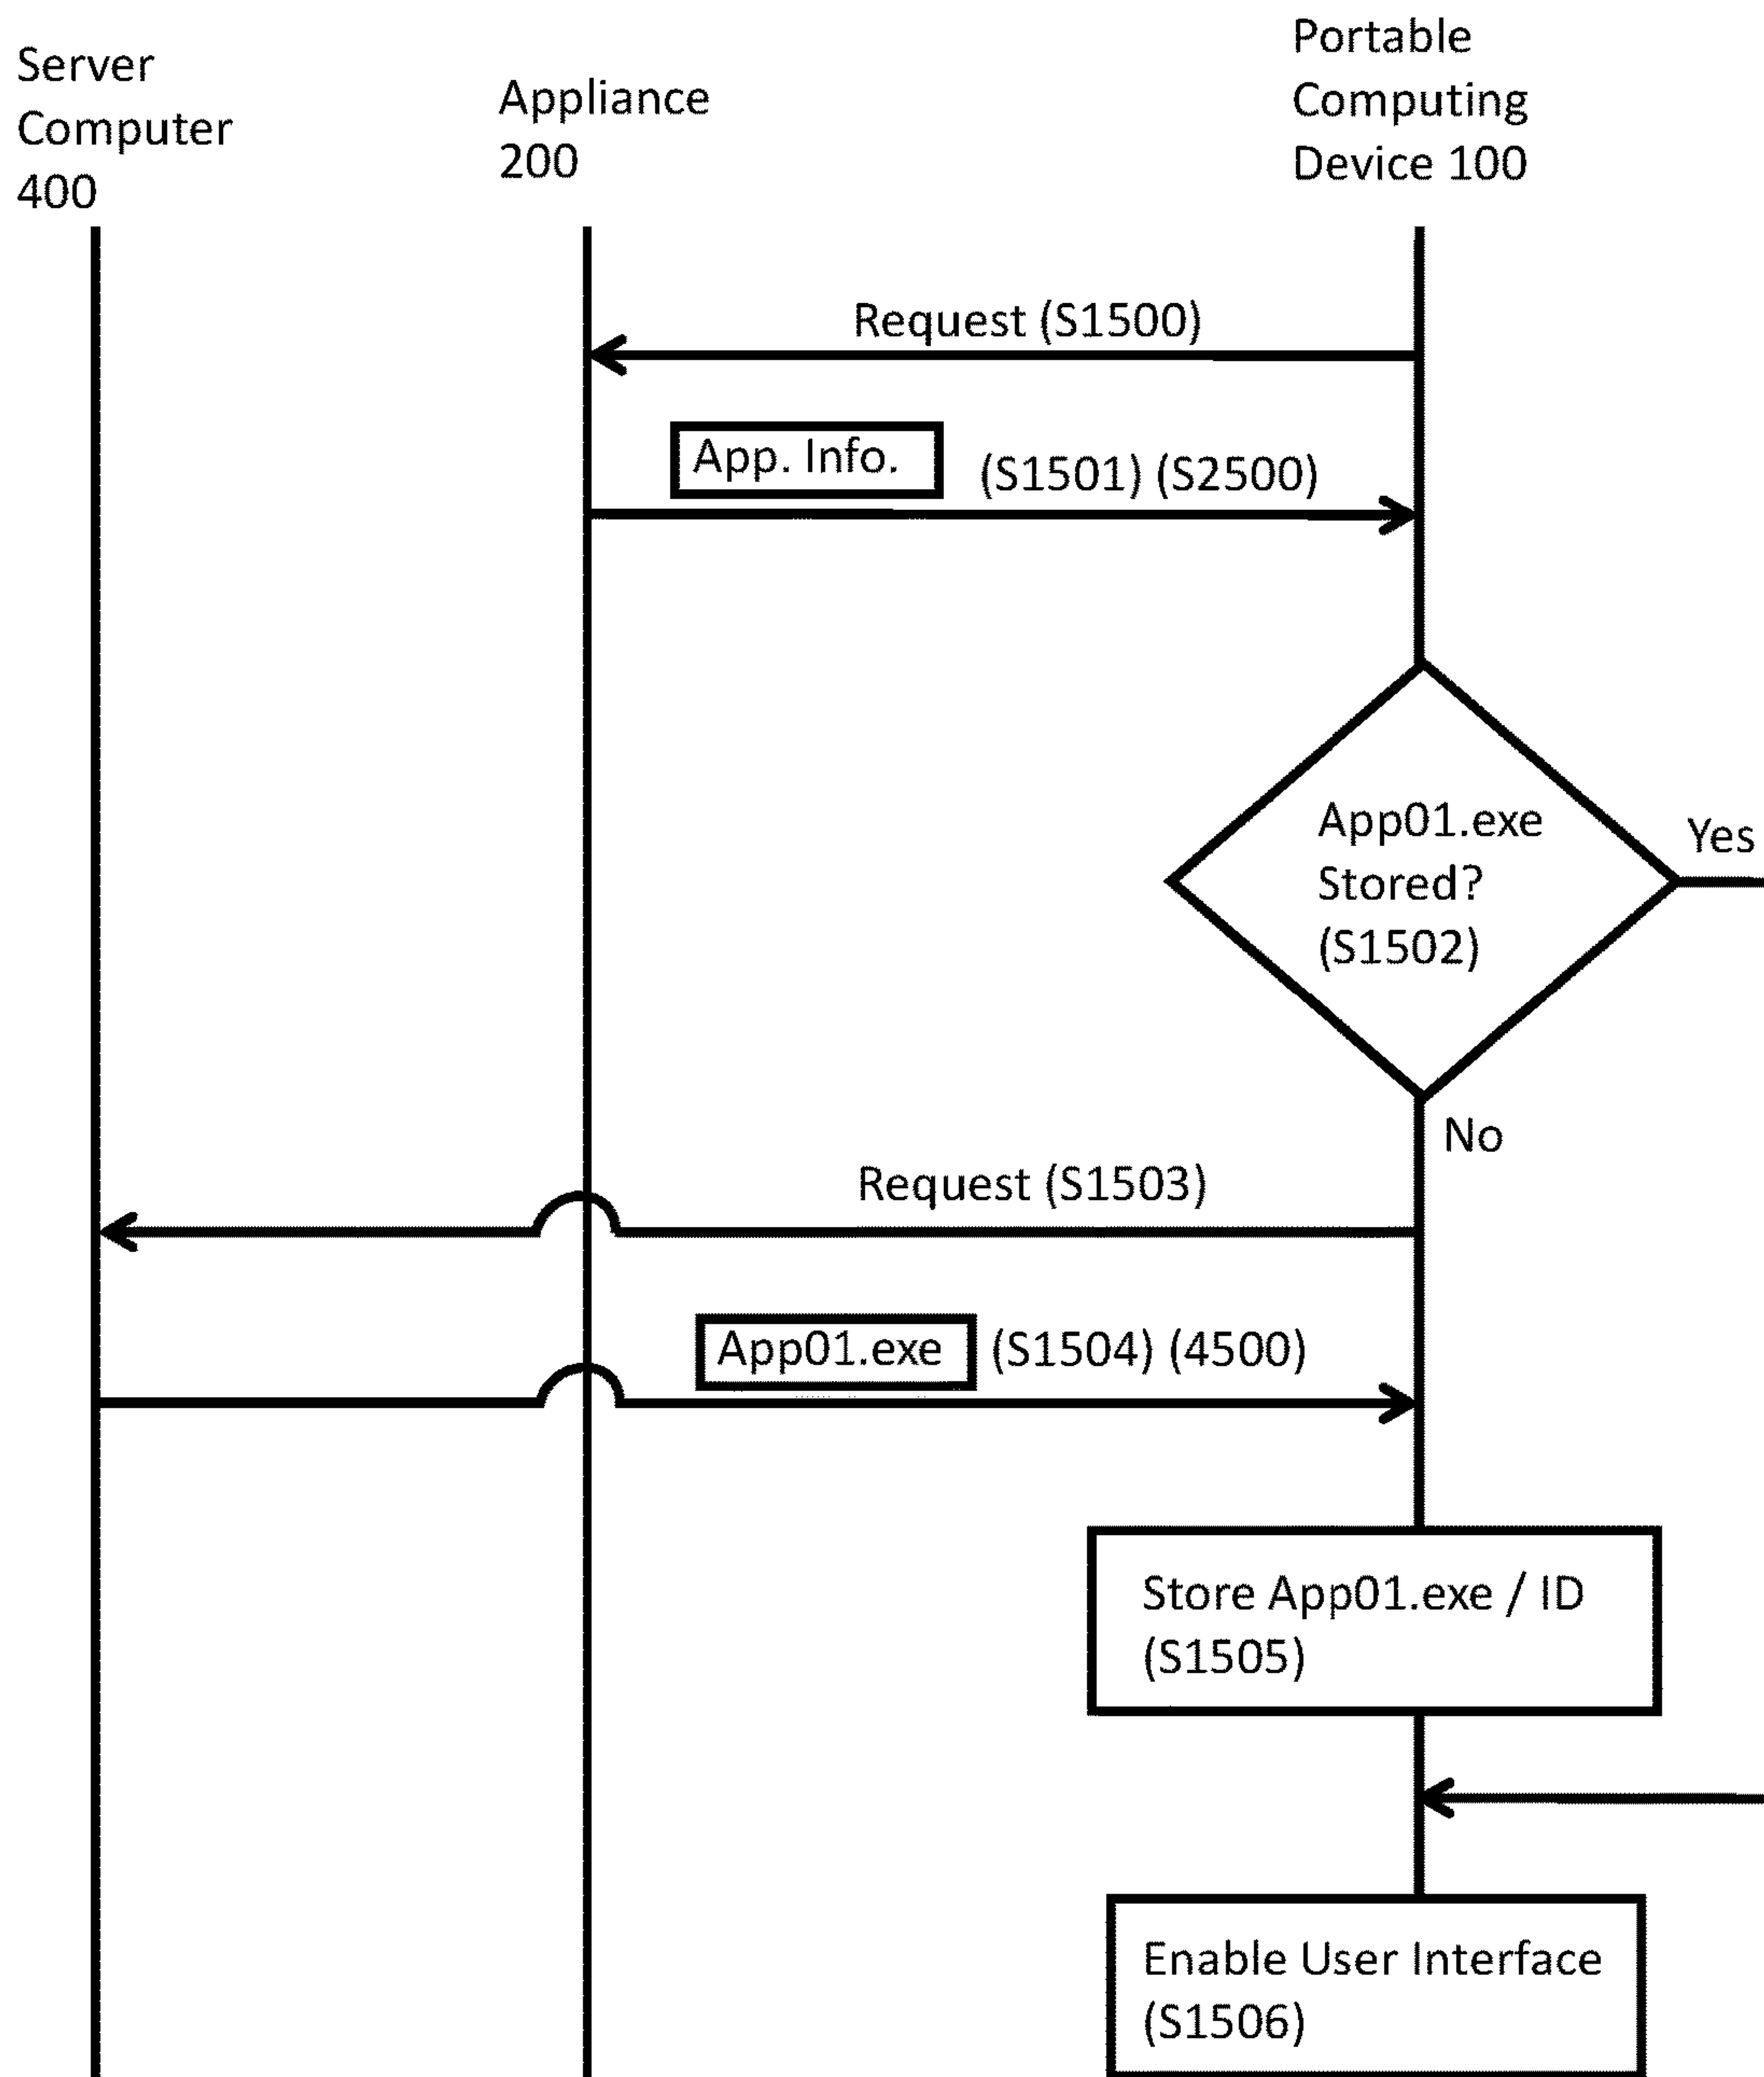 Server
Computer
400
Appliance
200
Portable
Computing
Device 100
Request (S1500)
App. Info. (S1501) (S2500)
App01.exe
Stored?
(S1502)
Yes
No
Request (S1503)
App01.exe (S1504) (4500)
Store App01.exe / ID
(S1505)
Enable User Interface
(S1506)